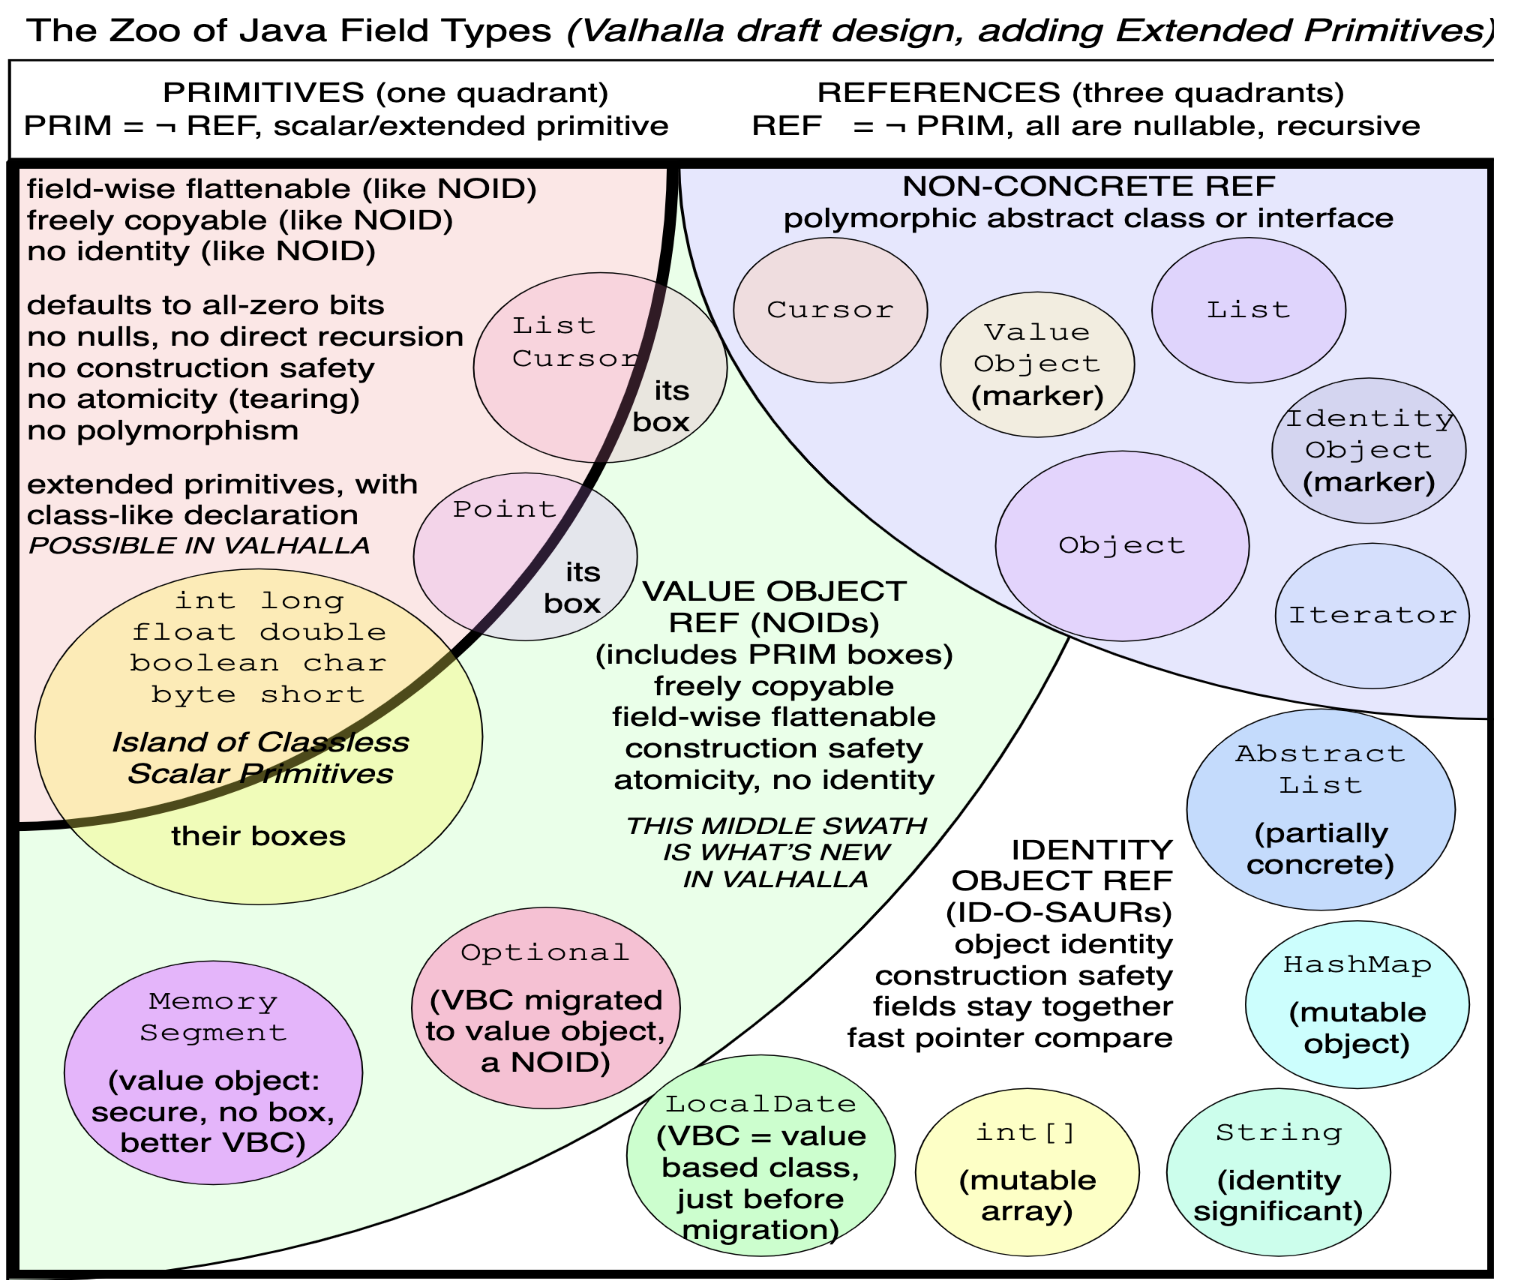 The Zoo of Java Field Types (Valhalla draft design, adding Extended Primitives)
PRIMITIVES (one quadrant)
PRIM = ¬ REF, scalar/extended primitive
REFERENCES (three quadrants)
REF = ¬ PRIM, all are nullable, recursive
field-wise flattenable (like NOID)
freely copyable (like NOID)
no identity (like NOID)
defaults to all-zero bits
no nulls, no direct recursion
no construction safety
no atomicity (tearing)
no polymorphism
extended primitives, with
class-like declaration
POSSIBLE IN VALHALLA
List
Cursor
its
box
Point
its
box
int long
float double
boolean char
byte short
Island of Classless
Scalar Primitives
their boxes
NON-CONCRETE REF
polymorphic abstract class or interface
Cursor
Value
Object
(marker)
List
Identity
Object
(marker)
Object
Iterator
VALUE OBJECT
REF (NOIDs)
(includes PRIM boxes)
freely copyable
field-wise flattenable
construction safety
atomicity, no identity
THIS MIDDLE SWATH
IS WHAT'S NEW
IN VALHALLA
Memory
Segment
(value object:
secure, no box,
better VBC)
Optional
(VBC migrated
to value object,
a NOID)
IDENTITY
OBJECT REF
(ID-O-SAURs)
object identity
construction safety
fields stay together
fast pointer compare
Abstract
List
(partially
concrete)
HashMap
(mutable
object)
LocalDate
(VBC = value
based class,
just before
migration)
int[]
(mutable
array)
String
(identity
significant)